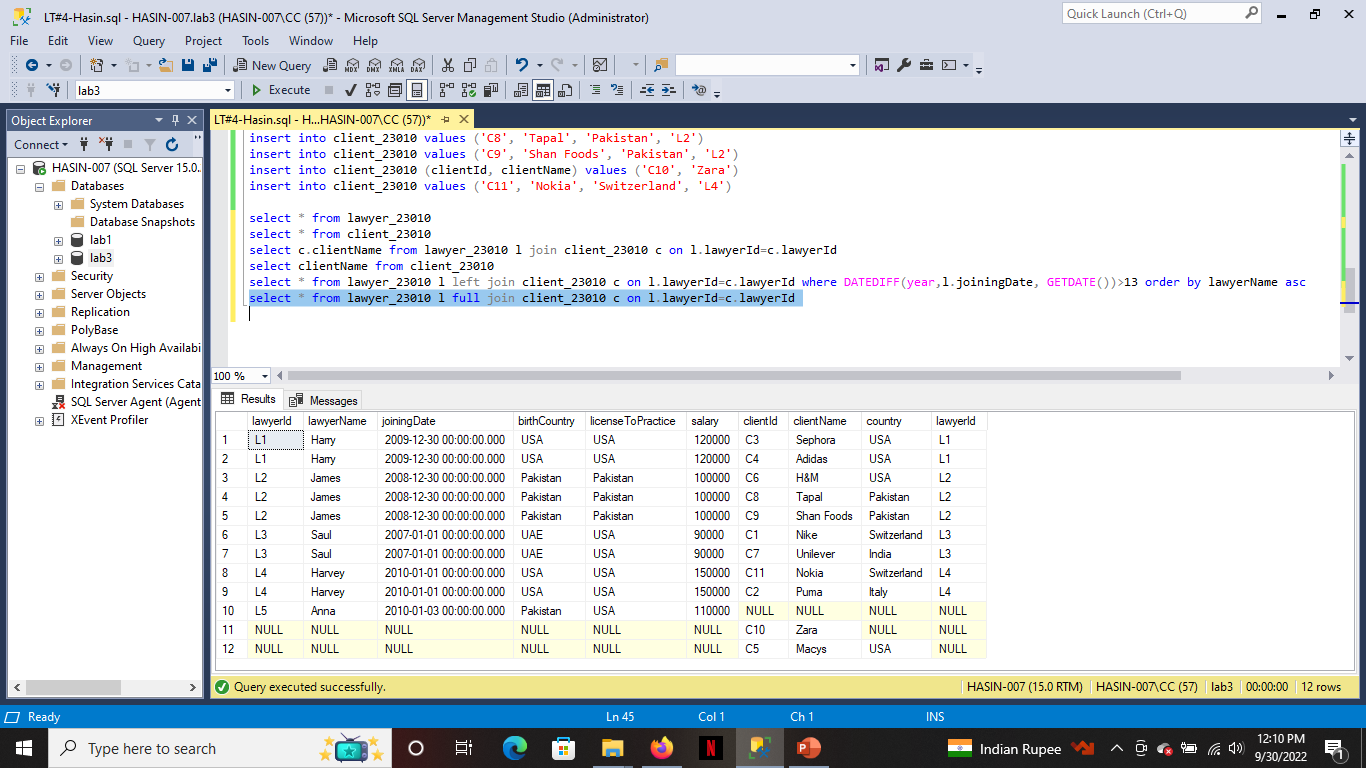 LT#4-Hasin.sql - HASIN-007.lab3 (HASIN-007\CC (57))* - Microsoft SQL Server Management Studio (Administrator)
Quick Launch (Ctrl+Q)
File Edit View Query Project Tools Window Help
New Query MDX DMX XMLA DAX
lab3 Execute
Object Explorer
LT#4-Hasin.sql - H...HASIN-007\CC (57))*
Connect
HASIN-007 (SQL Server 15.0.
Databases
System Databases
Database Snapshots
lab1
lab3
Security
Server Objects
Replication
PolyBase
Always On High Availabi
Management
Integration Services Cata
SQL Server Agent (Agent
XEvent Profiler
insert into client_23010 values ('C8', 'Tapal', 'Pakistan', 'L2')
insert into client_23010 values ('C9', 'Shan Foods', 'Pakistan', 'L2')
insert into client_23010 (clientId, clientName) values ('C10', 'Zara')
insert into client_23010 values ('C11', 'Nokia', 'Switzerland', 'L4')
select * from lawyer_23010
select * from client_23010
select c.clientName from lawyer_23010 l join client_23010 c on l.lawyerId=c.lawyerId
select clientName from client_23010
select * from lawyer_23010 l left join client_23010 c on l.lawyerId=c.lawyerId where DATEDIFF(year,l.joiningDate, GETDATE())>13 order by lawyerName asc
select * from lawyer_23010 l full join client_23010 c on l.lawyerId=c.lawyerId
100 %
Results Messages
lawyerId lawyerName joiningDate birthCountry licenseToPractice salary clientId clientName country lawyerId
1 L1 Harry 2009-12-30 00:00:00.000 USA USA 120000 C3 Sephora USA L1
2 L1 Harry 2009-12-30 00:00:00.000 USA USA 120000 C4 Adidas USA L1
3 L2 James 2008-12-30 00:00:00.000 Pakistan Pakistan 100000 C6 H&M USA L2
4 L2 James 2008-12-30 00:00:00.000 Pakistan Pakistan 100000 C8 Tapal Pakistan L2
5 L2 James 2008-12-30 00:00:00.000 Pakistan Pakistan 100000 C9 Shan Foods Pakistan L2
6 L3 Saul 2007-01-01 00:00:00.000 UAE USA 90000 C1 Nike Switzerland L3
7 L3 Saul 2007-01-01 00:00:00.000 UAE USA 90000 C7 Unilever India L3
8 L4 Harvey 2010-01-01 00:00:00.000 USA USA 150000 C11 Nokia Switzerland L4
9 L4 Harvey 2010-01-01 00:00:00.000 USA USA 150000 C2 Puma Italy L4
10 L5 Anna 2010-01-03 00:00:00.000 Pakistan USA 110000 NULL NULL NULL NULL
11 NULL NULL NULL NULL NULL NULL C10 Zara NULL NULL
12 NULL NULL NULL NULL NULL NULL C5 Macys USA NULL
Query executed successfully. HASIN-007 (15.0 RTM) HASIN-007\CC (57) lab3 00:00:00 12 rows
Ready Ln 45 Col 1 Ch 1 INS
Type here to search N P Indian Rupee 12:10 PM
9/30/2022 1